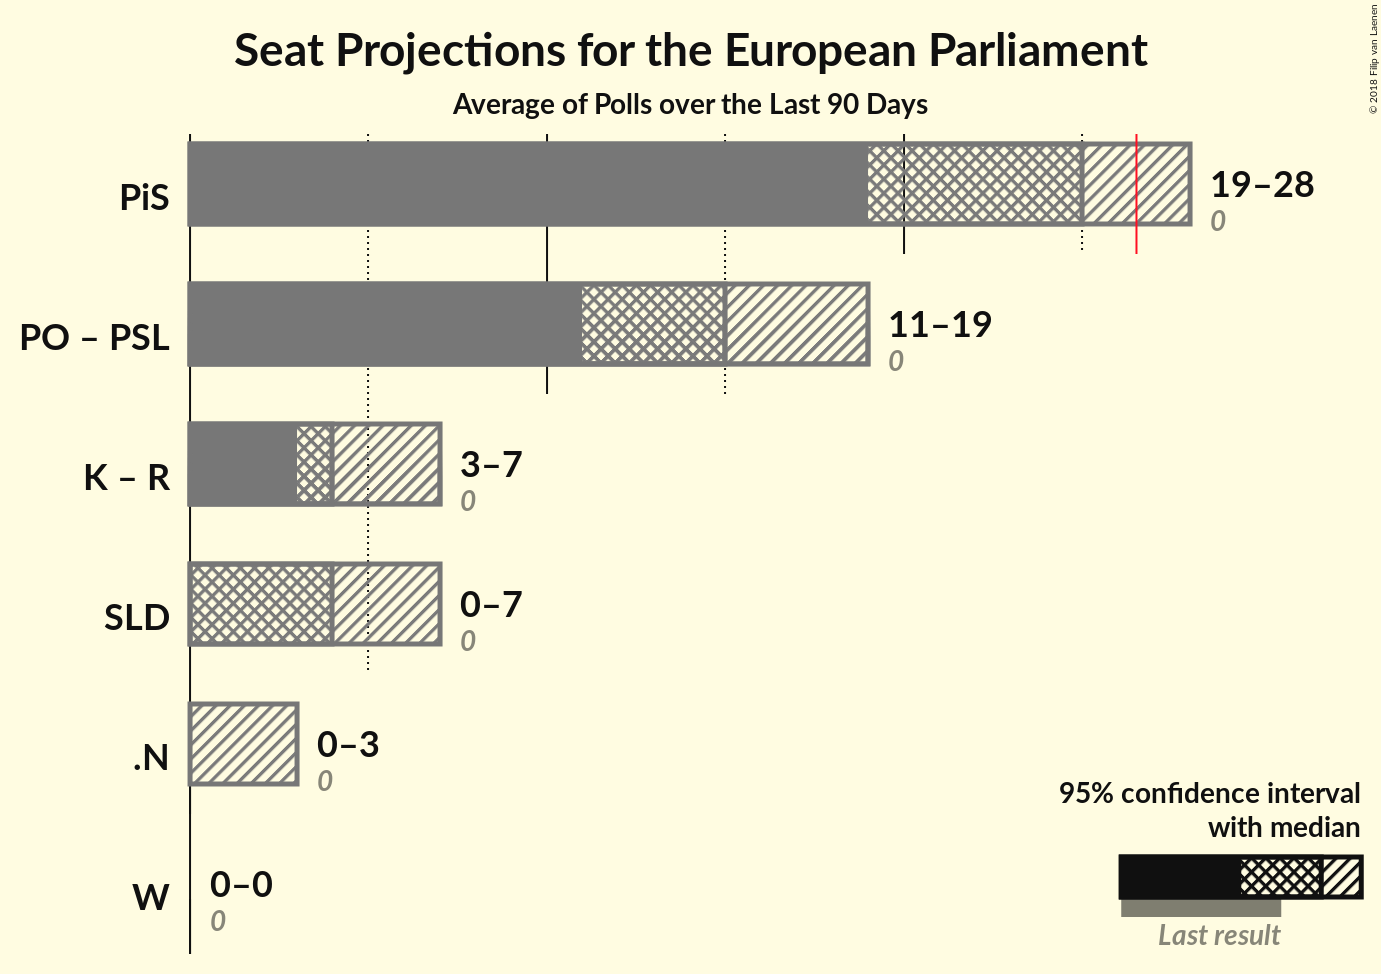 Seat Projections for the European Parliament
Average of Polls over the Last 90 Days
© 2018 Filip van Laenen
PiS
19–28
0
PO – PSL
11–19
0
K – R
3–7
0
SLD
0–7
0
.N
0–3
0
W
0–0
0
95% confidence interval
with median
Last result